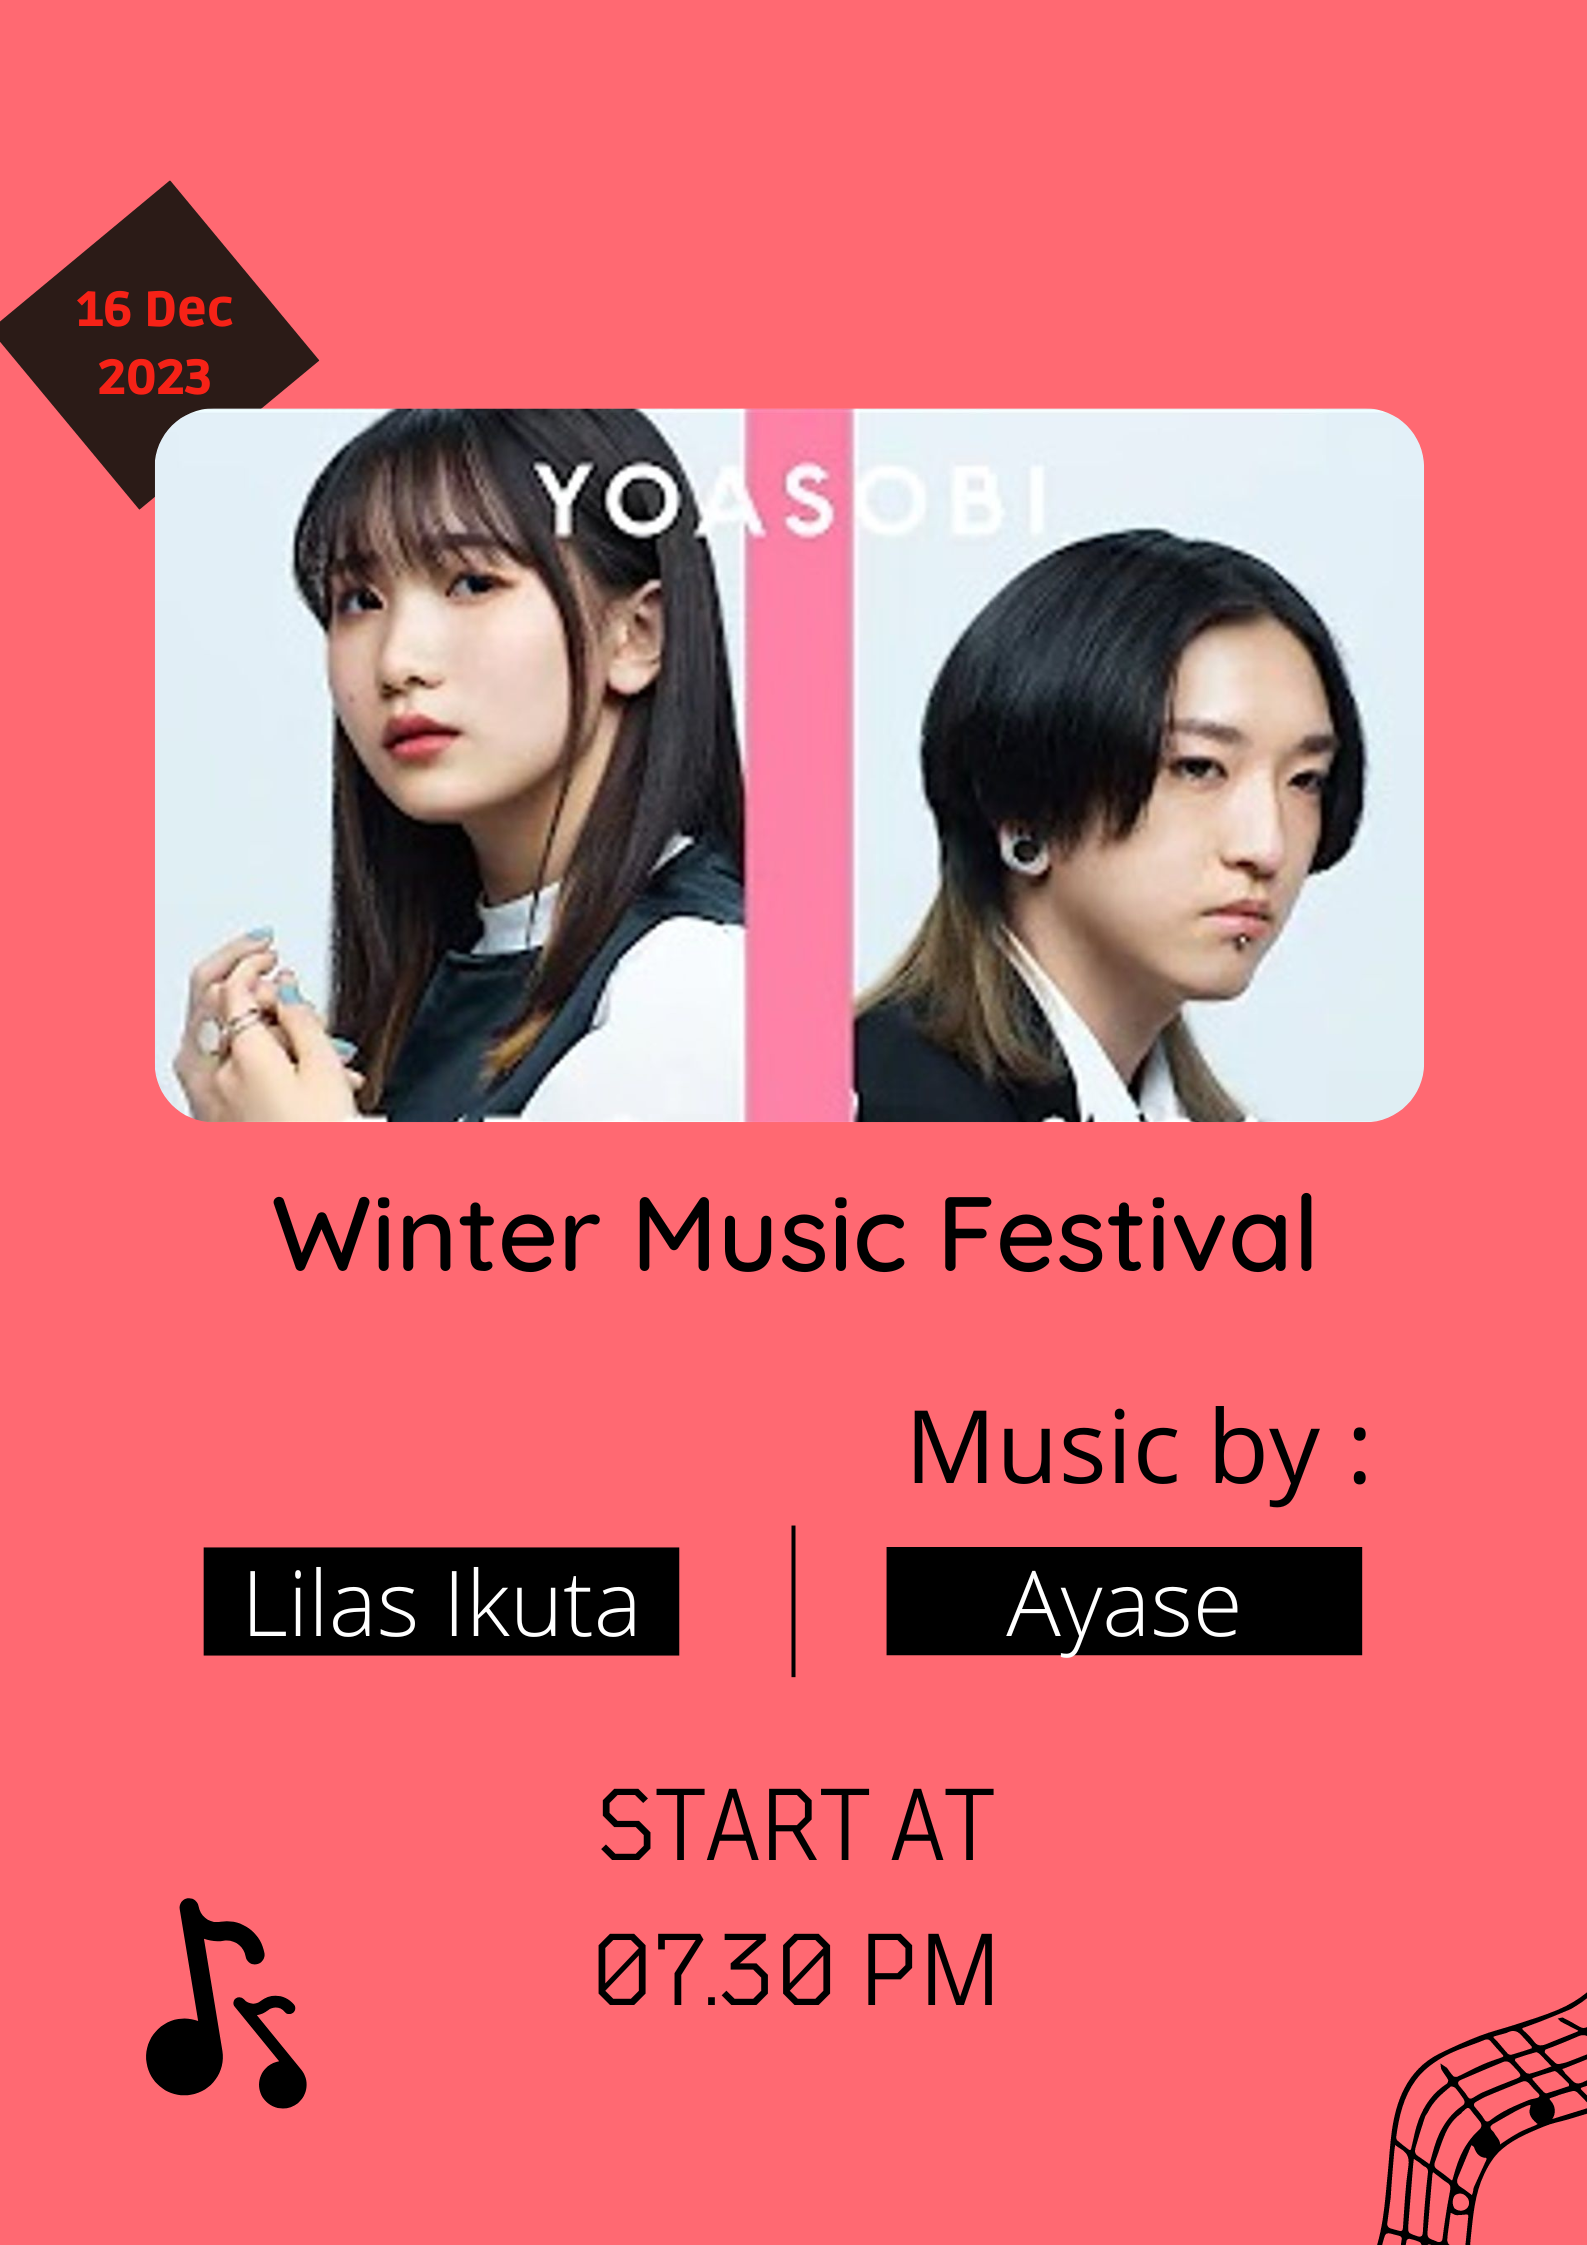 16 Dec
2023
YOASOBI
Winter Music Festival
Music by :
Lilas Ikuta
Ayase
START AT
07.30 PM